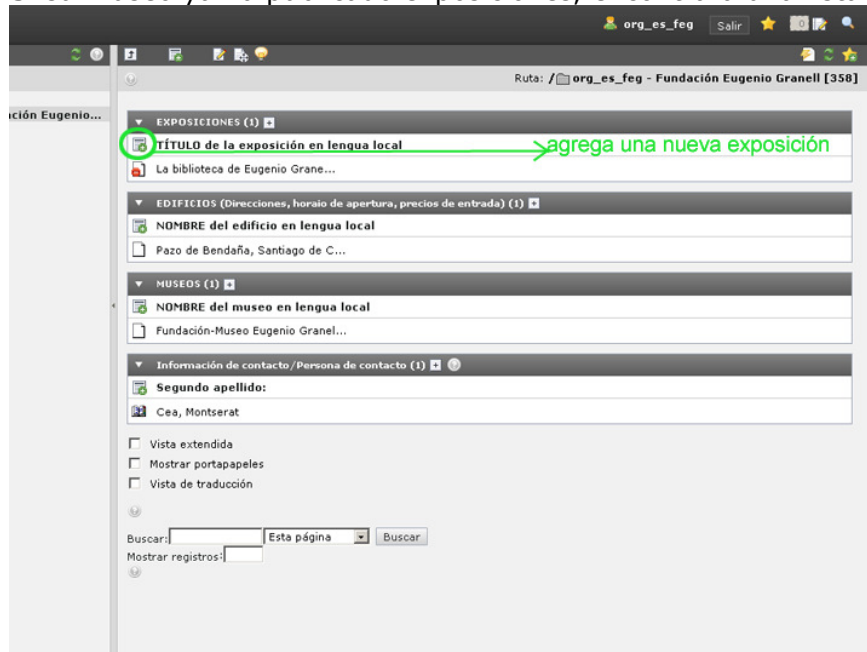 org_es_feg Salir
Ruta: /org_es_feg - Fundación Eugenio Granell [358]
ción Eugenio...
EXPOSICIONES (1)
TÍTULO de la exposición en lengua local
agrega una nueva exposición
La biblioteca de Eugenio Grane...
EDIFICIOS (Direcciones, horaio de apertura, precios de entrada) (1)
NOMBRE del edificio en lengua local
Pazo de Bendaña, Santiago de C...
MUSEOS (1)
NOMBRE del museo en lengua local
Fundación-Museo Eugenio Granel...
Información de contacto/Persona de contacto (1)
Segundo apellido:
Cea, Montserat
Vista extendida
Mostrar portapapeles
Vista de traducción
Buscar: Esta página Buscar
Mostrar registros: